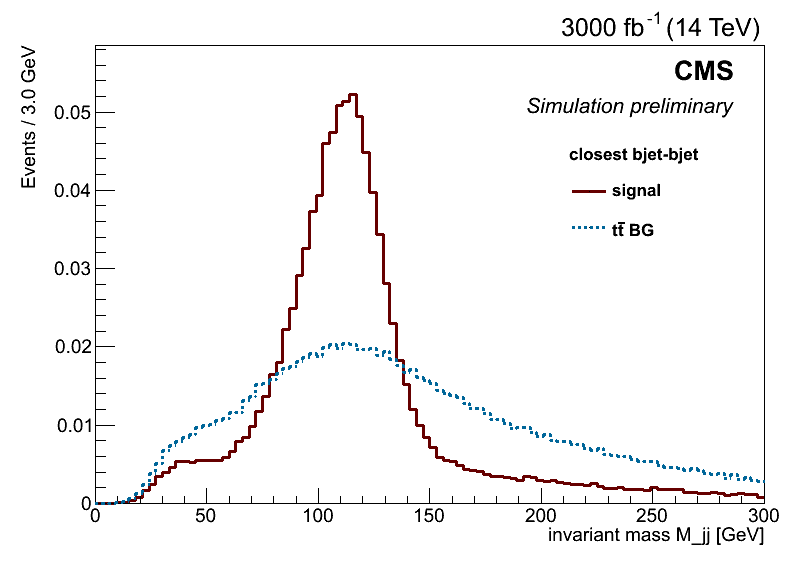 3000 fb-1 (14 TeV)
Events / 3.0 GeV
CMS
Simulation preliminary
closest bjet-bjet
signal
tt̄ BG
0.05
0.04
0.03
0.02
0.01
0
0 50 100 150 200 250 300
invariant mass M_jj [GeV]